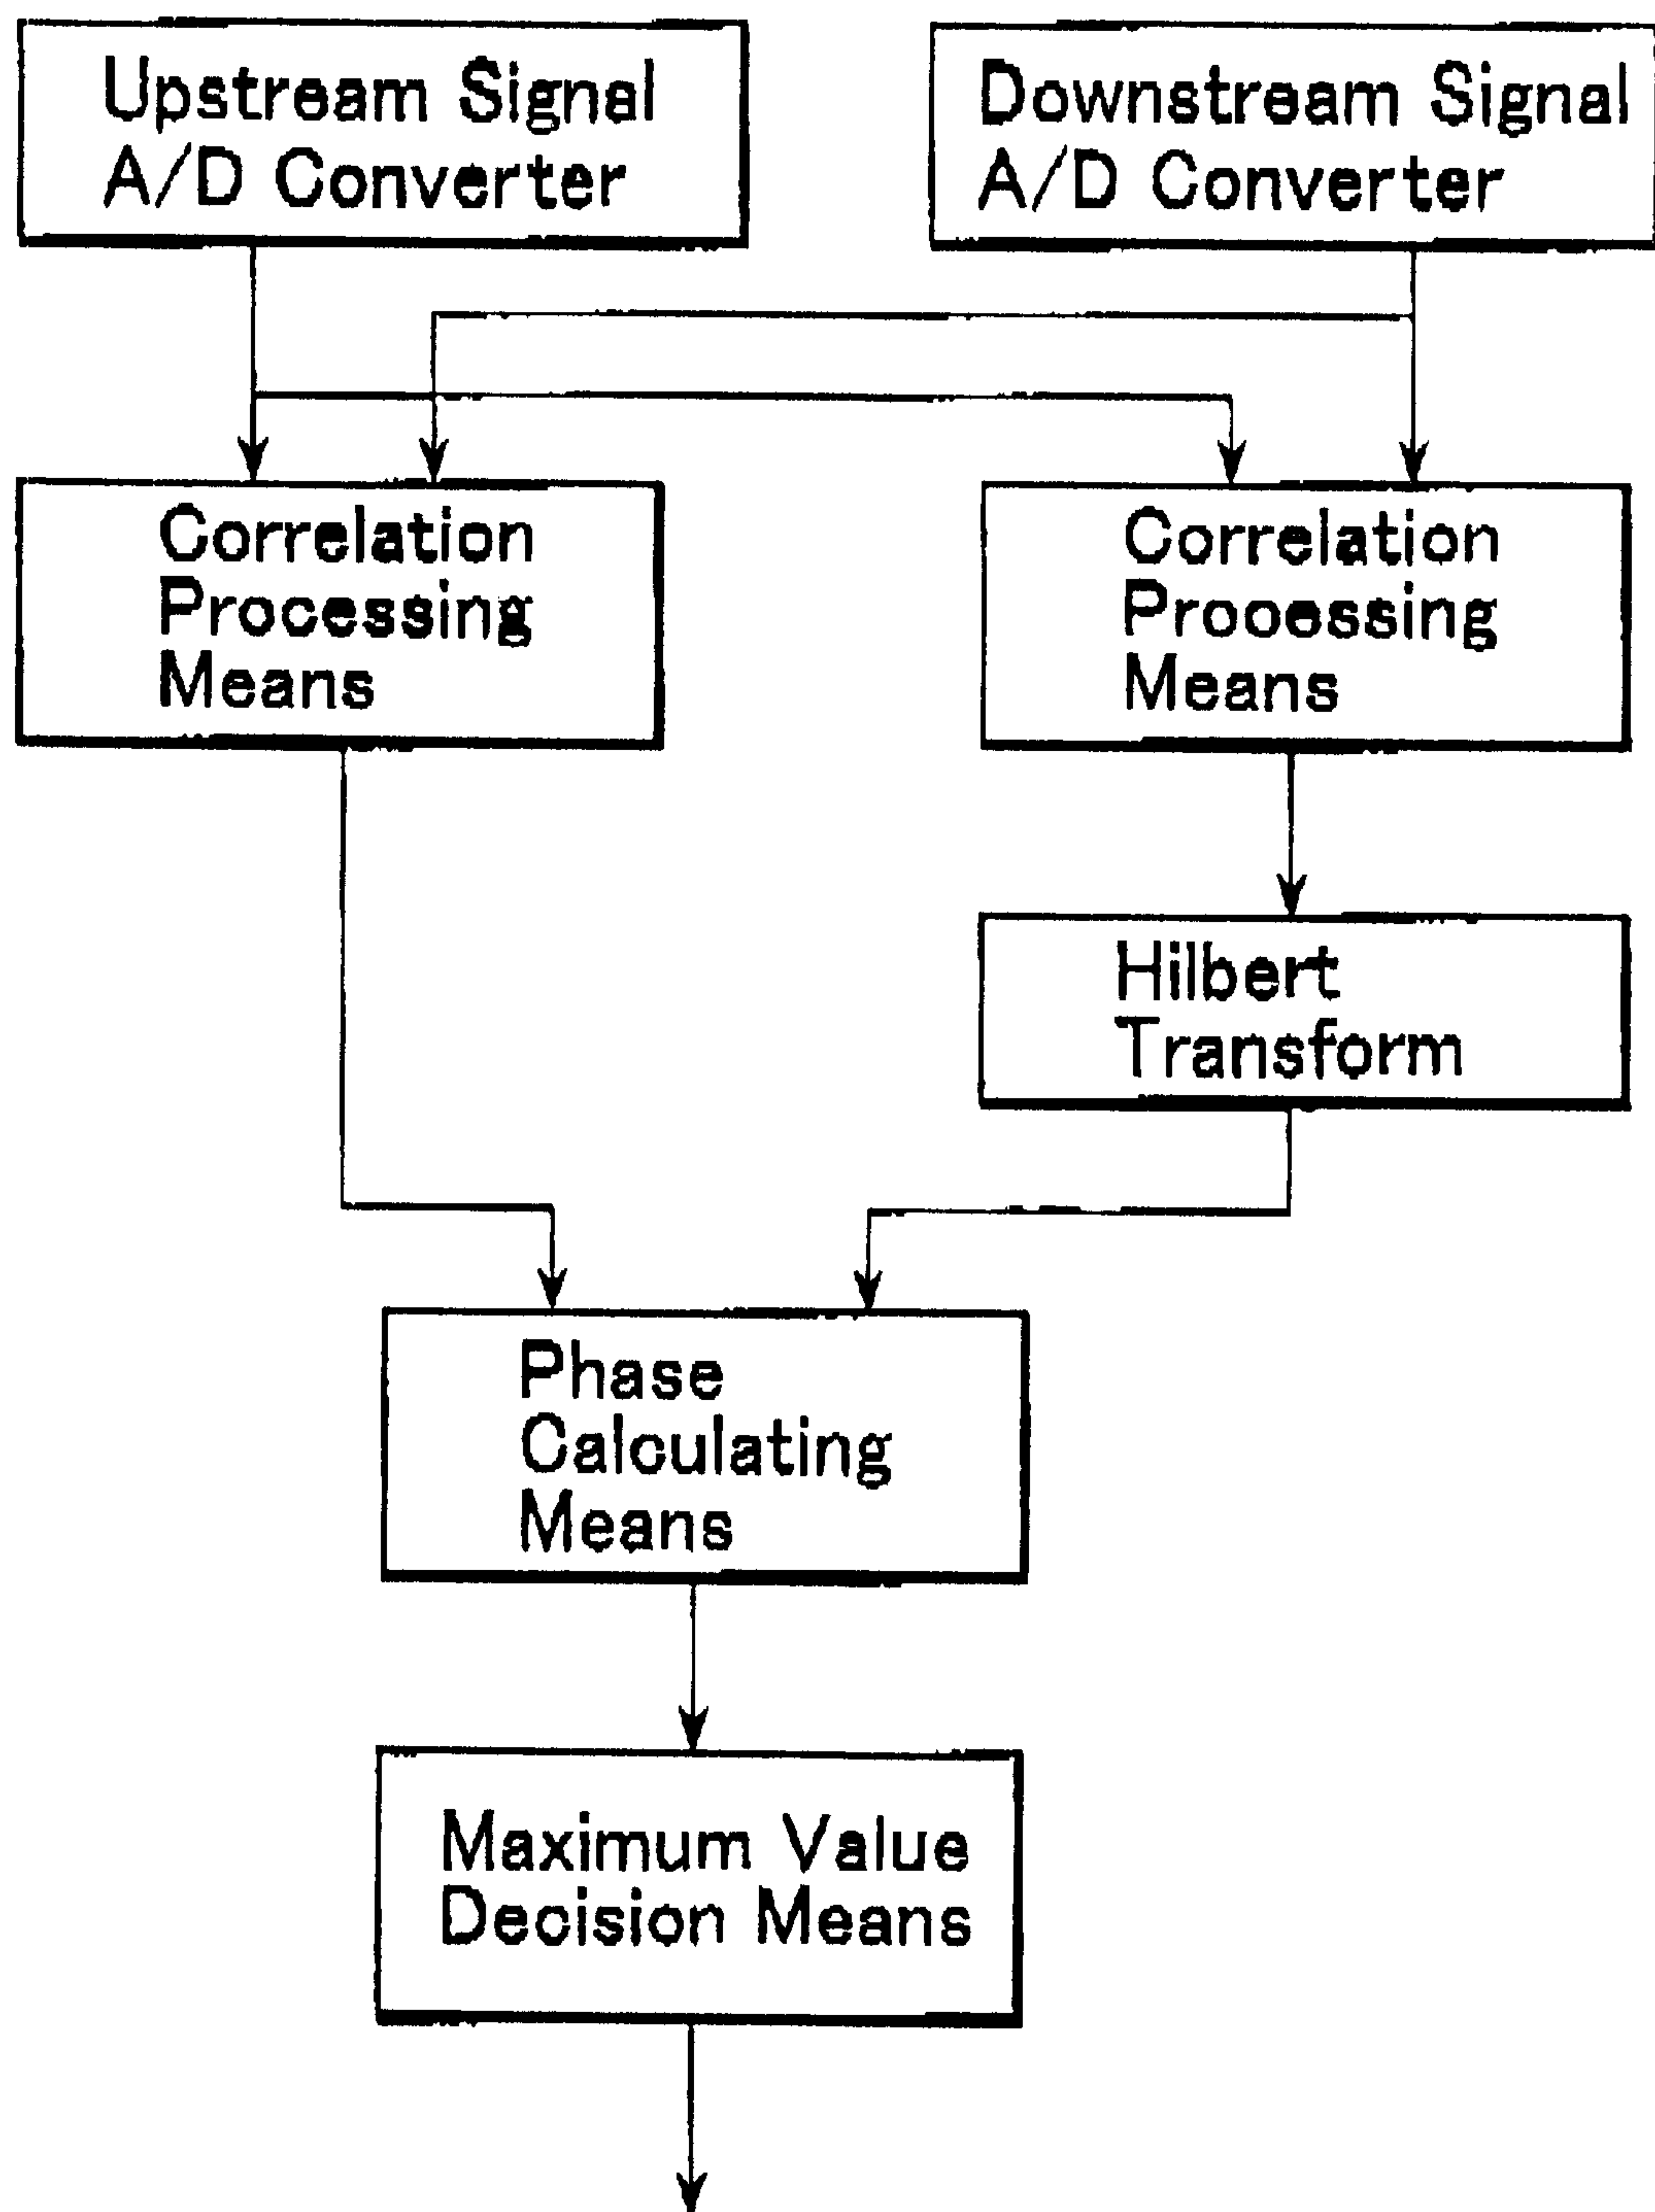 Upstream Signal
A/D Converter
Downstream Signal
A/D Converter
Correlation
Processing
Means
Correlation
Processing
Means
Hilbert
Transform
Phase
Calculating
Means
Maximum Value
Decision Means